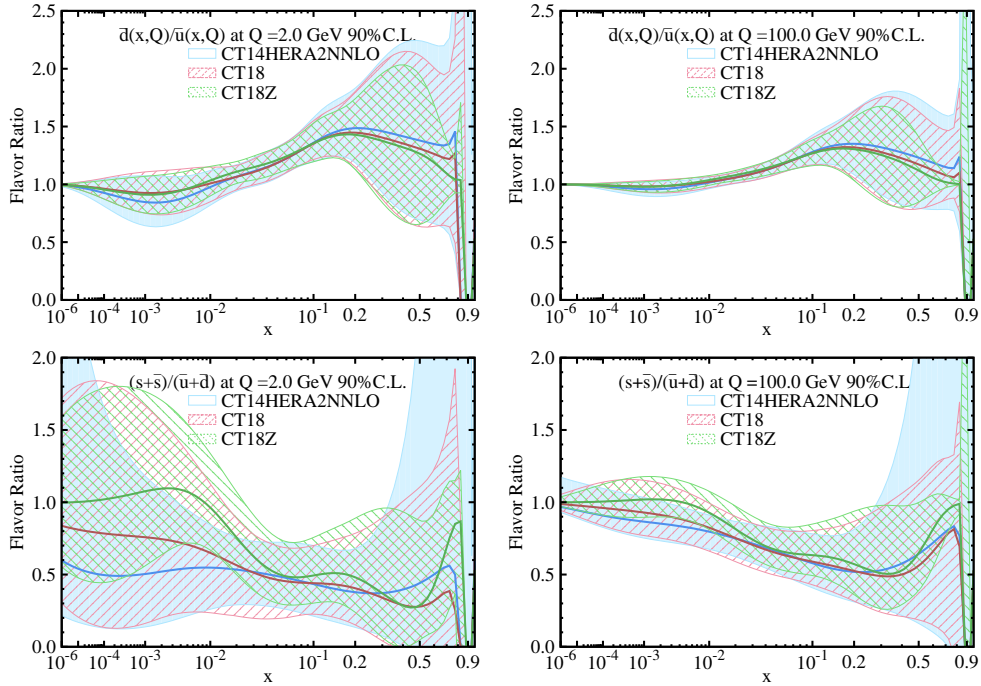 d̄(x,Q)/ū(x,Q) at Q =2.0 GeV 90%C.L.
CT14HERA2NNLO
CT18
CT18Z
Flavor Ratio
2.5
2.0
1.5
1.0
0.5
0.0
10^-6 10^-4 10^-3 10^-2 10^-1 0.2 0.5 0.9
x
d̄(x,Q)/ū(x,Q) at Q =100.0 GeV 90%C.L.
CT14HERA2NNLO
CT18
CT18Z
Flavor Ratio
2.5
2.0
1.5
1.0
0.5
0.0
10^-6 10^-4 10^-3 10^-2 10^-1 0.2 0.5 0.9
x
(s+s̄)/(ū+d̄) at Q =2.0 GeV 90%C.L.
CT14HERA2NNLO
CT18
CT18Z
Flavor Ratio
2.0
1.5
1.0
0.5
0.0
10^-6 10^-4 10^-3 10^-2 10^-1 0.2 0.5 0.9
x
(s+s̄)/(ū+d̄) at Q =100.0 GeV 90%C.L
CT14HERA2NNLO
CT18
CT18Z
Flavor Ratio
2.0
1.5
1.0
0.5
0.0
10^-6 10^-4 10^-3 10^-2 10^-1 0.2 0.5 0.9
x